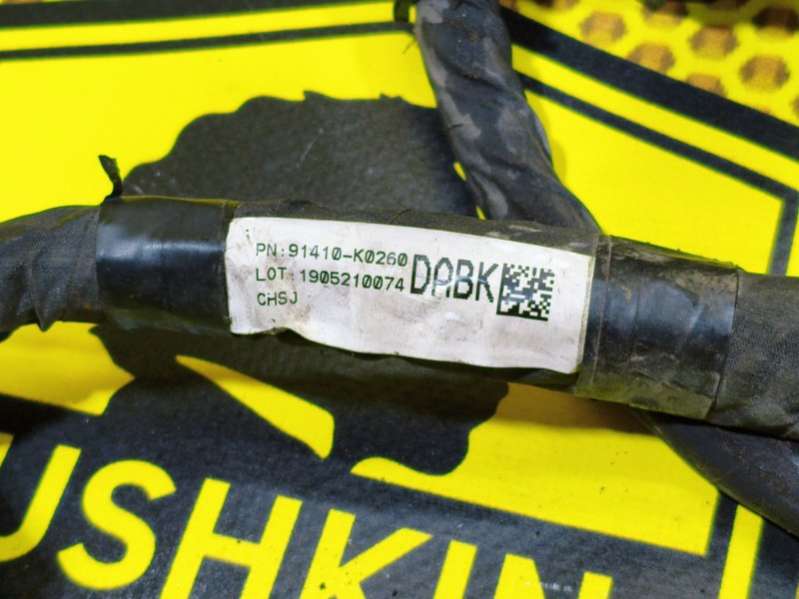 PN:91410-K0260
LOT:1905210074
CHSJ
DABK
USHKIN